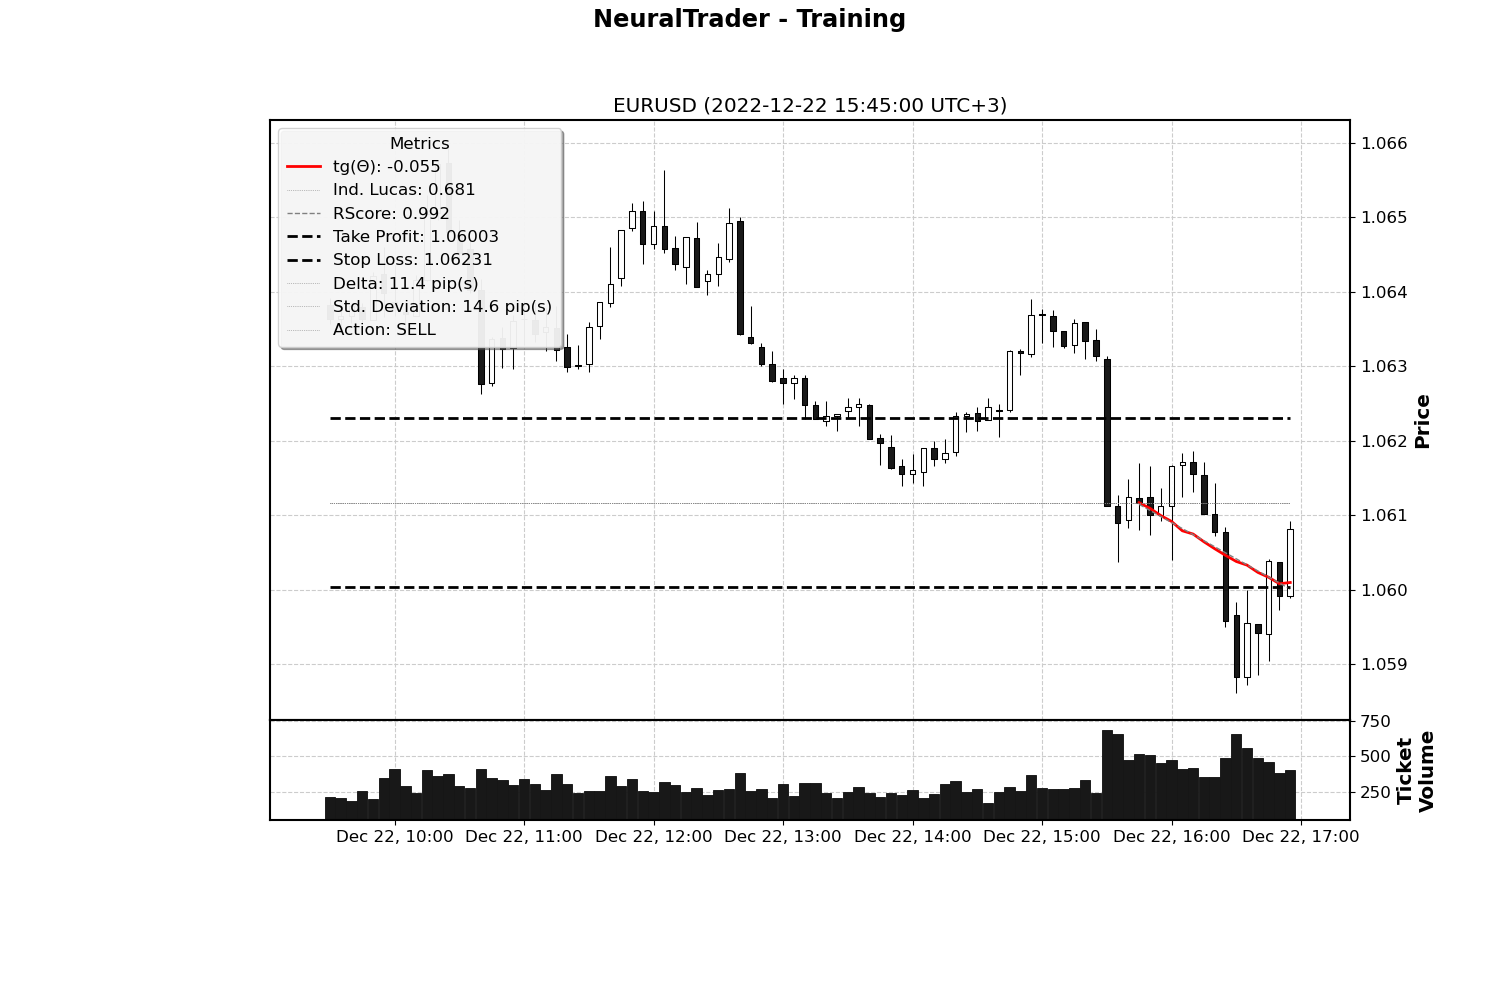 NeuralTrader - Training
EURUSD (2022-12-22 15:45:00 UTC+3)
Metrics
tg(Θ): -0.055
Ind. Lucas: 0.681
RScore: 0.992
Take Profit: 1.06003
Stop Loss: 1.06231
Delta: 11.4 pip(s)
Std. Deviation: 14.6 pip(s)
Action: SELL
1.066
1.065
1.064
1.063
1.062
1.061
1.060
1.059
Price
750
500
250
Ticket
Volume
Dec 22, 10:00
Dec 22, 11:00
Dec 22, 12:00
Dec 22, 13:00
Dec 22, 14:00
Dec 22, 15:00
Dec 22, 16:00
Dec 22, 17:00